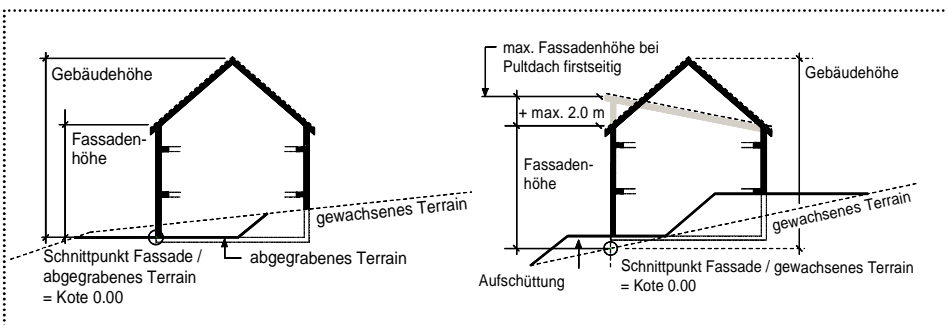 Gebäudehöhe
Fassaden-
höhe
gewachsenes Terrain
abgegrabenes Terrain
Schnittpunkt Fassade /
abgegrabenes Terrain
= Kote 0.00
max. Fassadenhöhe bei
Pultdach firstseitig
Gebäudehöhe
+ max. 2.0 m
Fassaden-
höhe
gewachsenes Terrain
Aufschüttung
Schnittpunkt Fassade / gewachsenes Terrain
= Kote 0.00